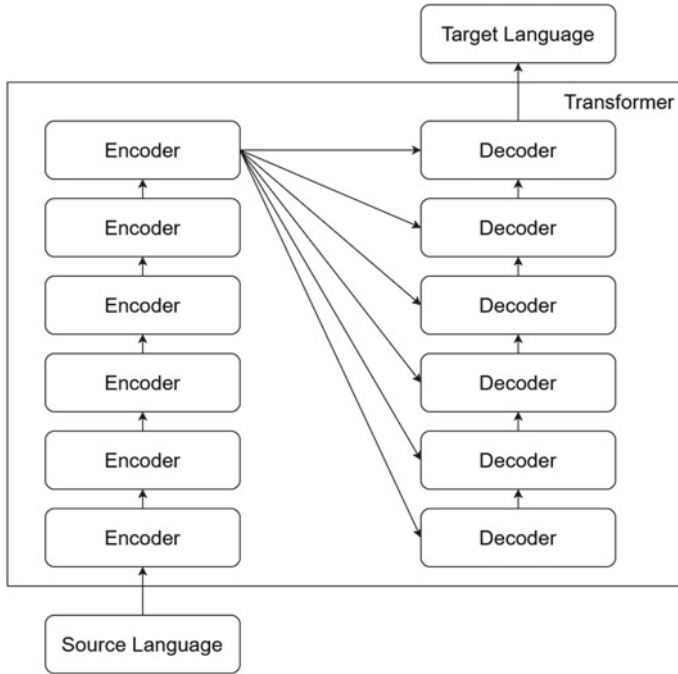 Target Language
Transformer
Encoder
Decoder
Encoder
Decoder
Encoder
Decoder
Encoder
Decoder
Encoder
Decoder
Encoder
Decoder
Source Language